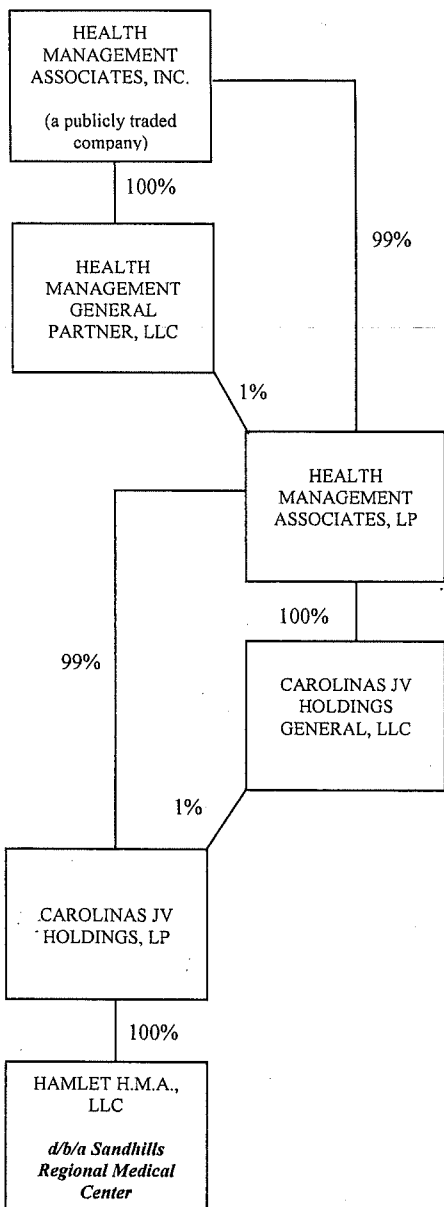 HEALTH
MANAGEMENT
ASSOCIATES, INC.
(a publicly traded
company)
100%
99%
HEALTH
MANAGEMENT
GENERAL
PARTNER, LLC
1%
HEALTH
MANAGEMENT
ASSOCIATES, LP
100%
99%
CAROLINAS JV
HOLDINGS
GENERAL, LLC
1%
CAROLINAS JV
HOLDINGS, LP
100%
HAMLET H.M.A.,
LLC
d/b/a Sandhills
Regional Medical
Center